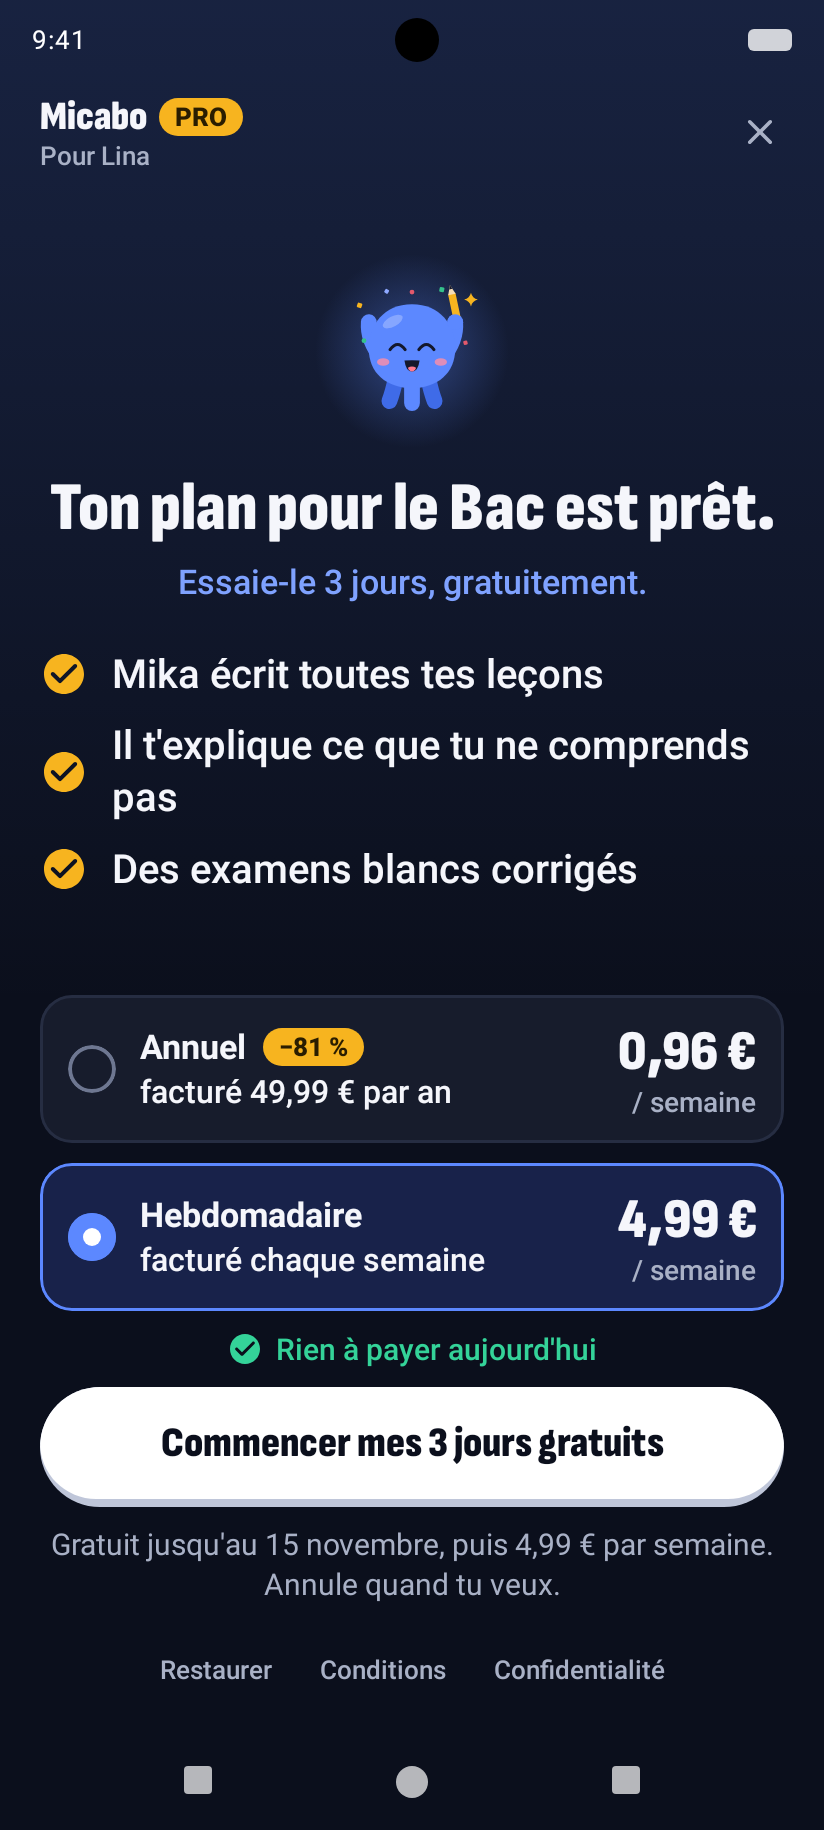 9:41
Micabo PRO
Pour Lina
Ton plan pour le Bac est prêt.
Essaie-le 3 jours, gratuitement.
Mika écrit toutes tes leçons
Il t'explique ce que tu ne comprends
pas
Des examens blancs corrigés
Annuel −81 %
facturé 49,99 € par an
0,96 €
/ semaine
Hebdomadaire
facturé chaque semaine
4,99 €
/ semaine
Rien à payer aujourd'hui
Commencer mes 3 jours gratuits
Gratuit jusqu'au 15 novembre, puis 4,99 € par semaine.
Annule quand tu veux.
Restaurer Conditions Confidentialité